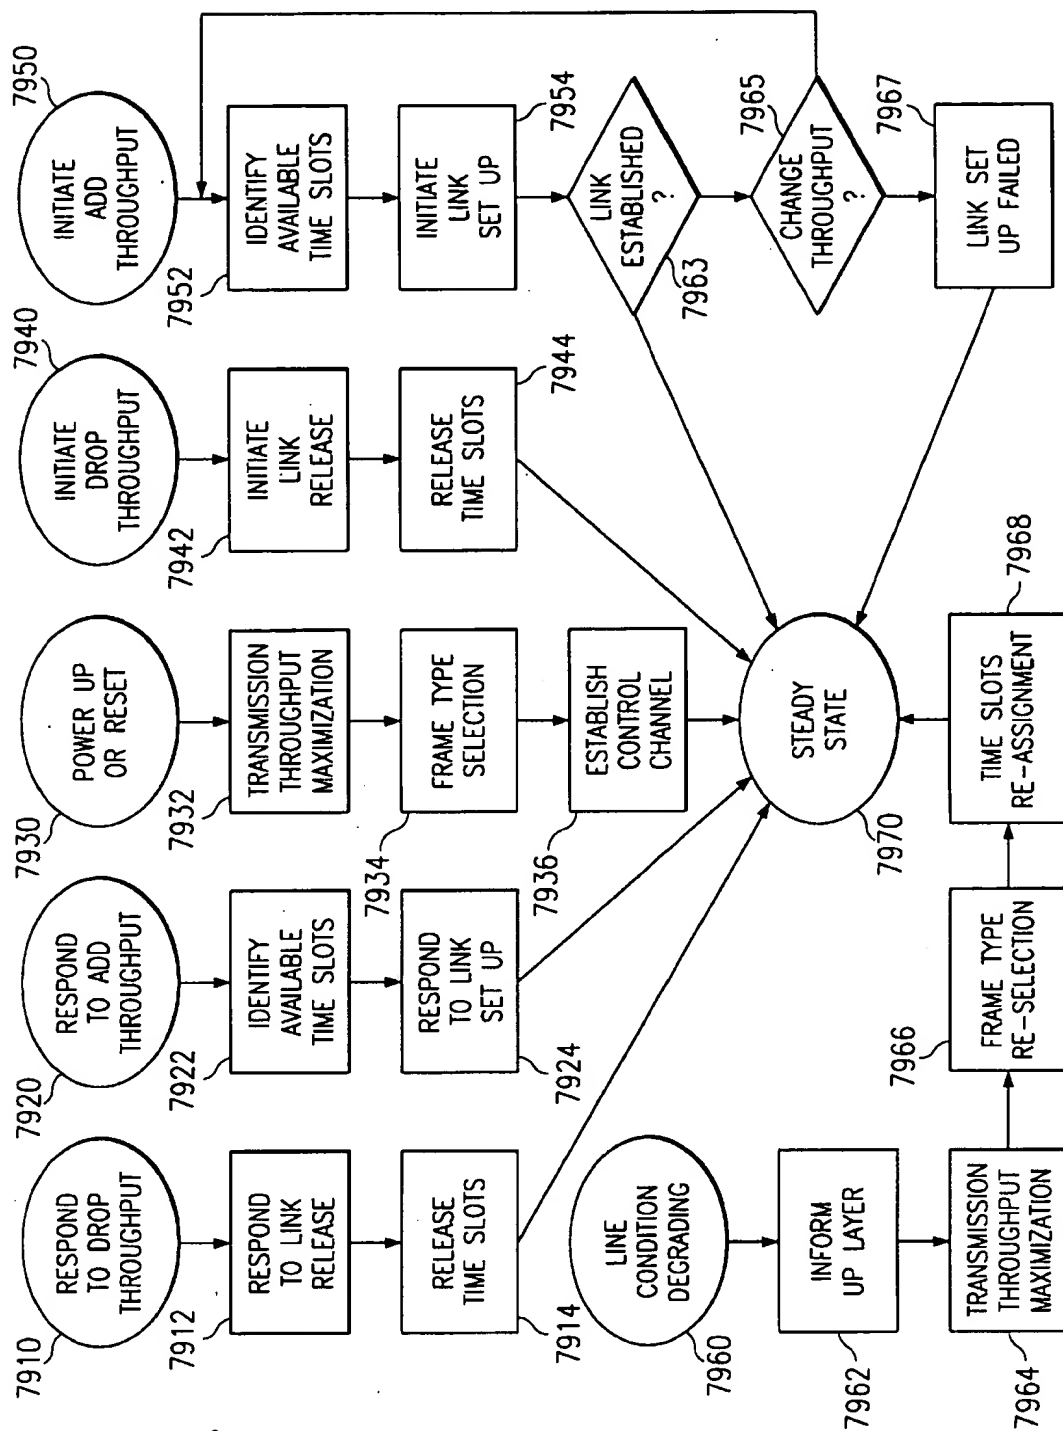 7910
RESPOND
TO DROP
THROUGHPUT
7912
RESPOND
TO LINK
RELEASE
RELEASE
TIME SLOTS
7914
7920
RESPOND
TO ADD
THROUGHPUT
7922
IDENTIFY
AVAILABLE
TIME SLOTS
RESPOND
TO LINK
SET UP
7924
7930
POWER UP
OR RESET
7932
TRANSMISSION
THROUGHPUT
MAXIMIZATION
7934
FRAME TYPE
SELECTION
7936
ESTABLISH
CONTROL
CHANNEL
7940
INITIATE
DROP
THROUGHPUT
7942
INITIATE
LINK
RELEASE
RELEASE
TIME SLOTS
7944
7950
INITIATE
ADD
THROUGHPUT
7952
IDENTIFY
AVAILABLE
TIME SLOTS
INITIATE
LINK
SET UP
7954
LINK
ESTABLISHED
?
7963
CHANGE
THROUGHPUT
?
7965
LINK SET
UP FAILED
7967
LINE
CONDITION
DEGRADING
7960
INFORM
UP LAYER
7962
TRANSMISSION
THROUGHPUT
MAXIMIZATION
7964
7966
FRAME TYPE
RE-SELECTION
TIME SLOTS
RE-ASSIGNMENT
7968
STEADY
STATE
7970